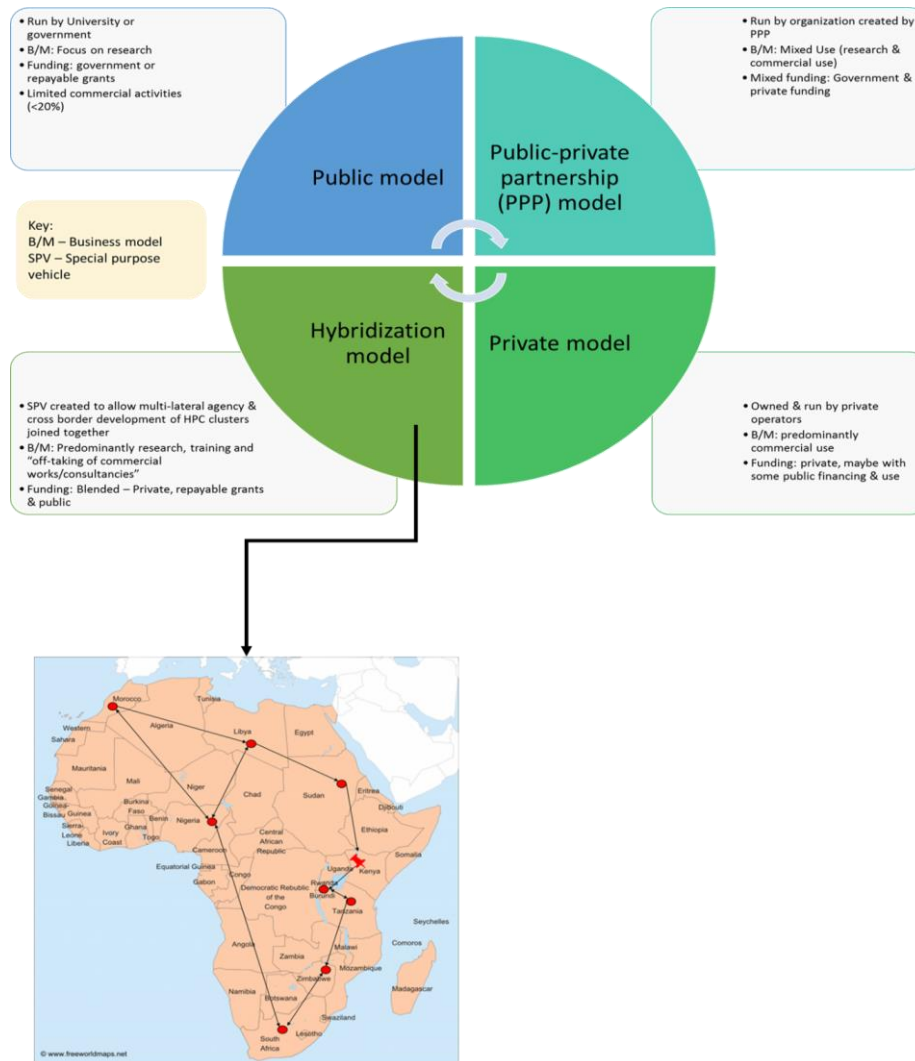 • Run by University or
government
• B/M: Focus on research
• Funding: government or
repayable grants
• Limited commercial activities
(<20%)
• Run by organization created by
PPP
• B/M: Mixed Use (research &
commercial use)
• Mixed funding: Government &
private funding
Public model
Public-private
partnership
(PPP) model
Key:
B/M – Business model
SPV – Special purpose
vehicle
Hybridization
model
Private model
• SPV created to allow multi-lateral agency &
cross border development of HPC clusters
joined together
• B/M: Predominantly research, training and
“off-taking of commercial
works/consultancies”
• Funding: Blended – Private, repayable grants
& public
• Owned & run by private
operators
• B/M: predominantly
commercial use
• Funding: private, maybe with
some public financing & use
Morocco
Tunisia
Algeria
Libya
Egypt
Western
Sahara
Mauritania
Mali
Niger
Chad
Sudan
Eritrea
Djibouti
Senegal
Gambia
Guinea-
Bissau
Guinea
Sierra-
Leone
Liberia
Ivory
Coast
Burkina
Faso
Ghana
Togo
Benin
Nigeria
Cameroon
Central
African
Republic
Ethiopia
Somalia
Equatorial Guinea
Gabon
Congo
Democratic Republic
of the
Congo
Uganda
Kenya
Rwanda
Burundi
Tanzania
Seychelles
Comoros
Angola
Zambia
Malawi
Mozambique
Zimbabwe
Madagascar
Namibia
Botswana
Swaziland
Lesotho
South
Africa
© www.freeworldmaps.net